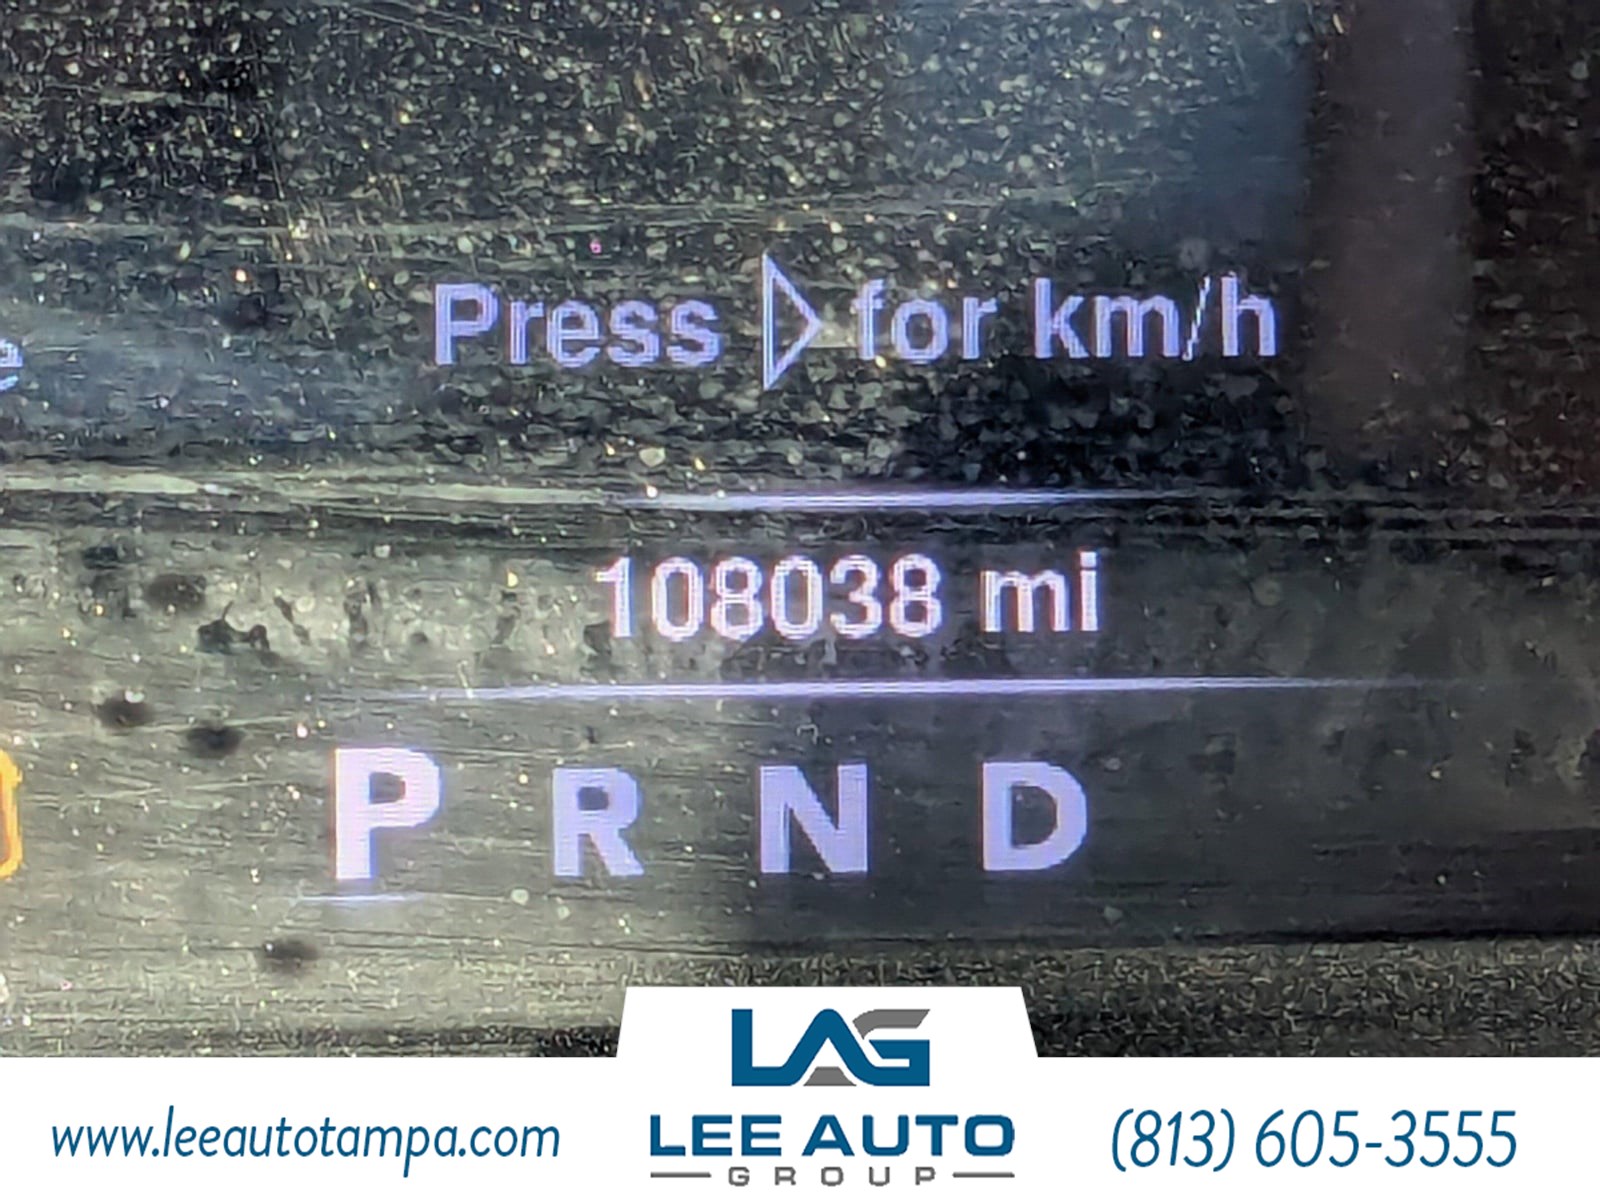 Press ▷ for km/h
108038 mi
P R N D
LAG
www.leeautotampa.com
LEE AUTO
GROUP
(813) 605-3555